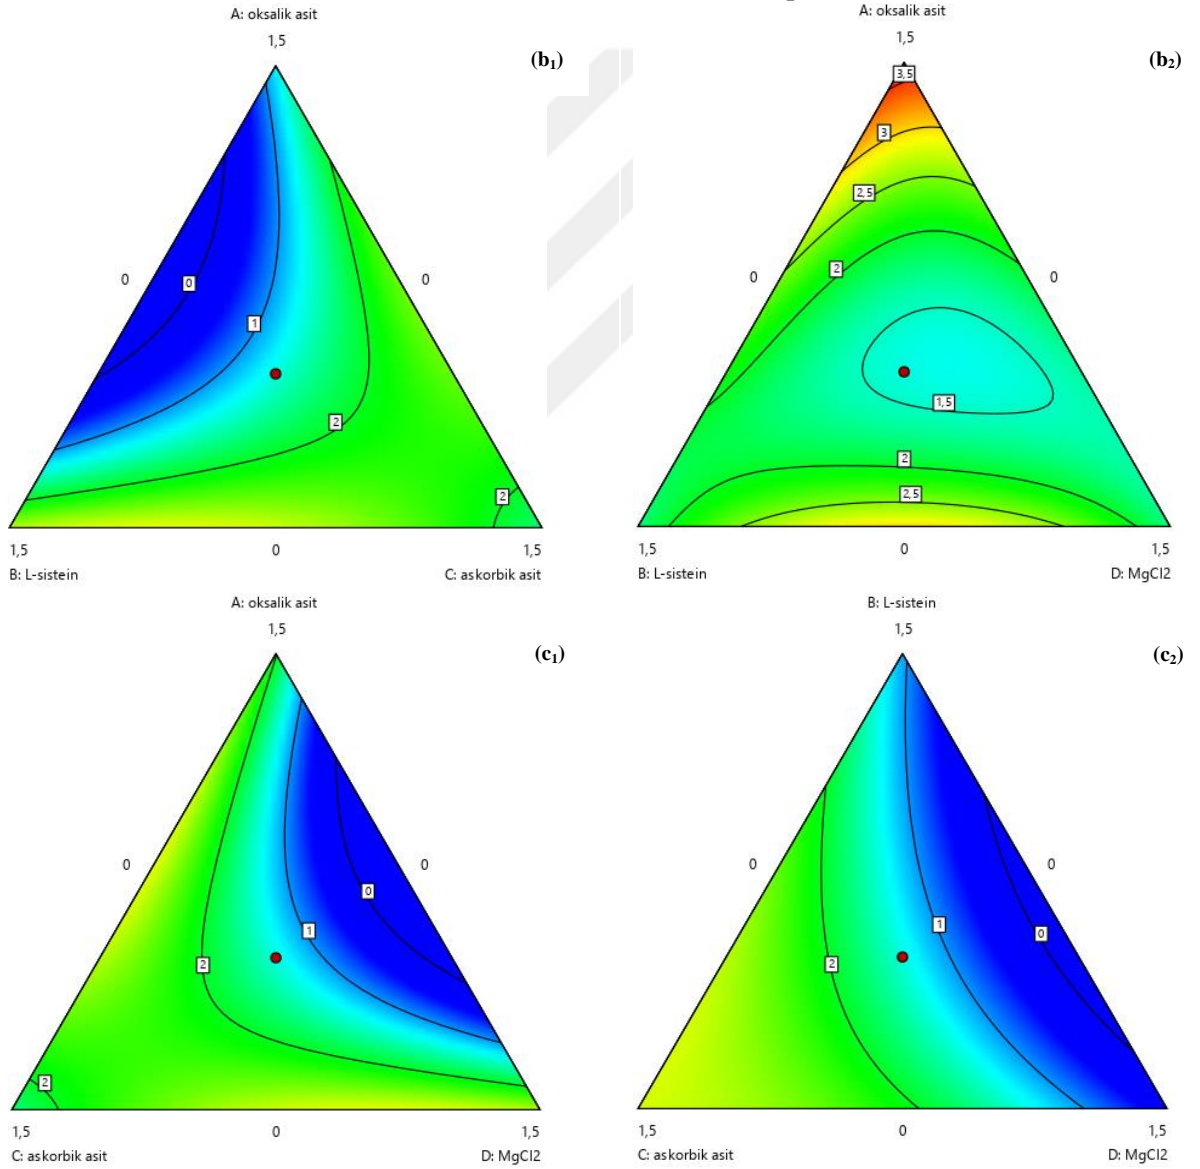 A: oksalik asit
1,5
(b₁)
0
0
0
1
2
2
1,5
0
1,5
B: L-sistein
C: askorbik asit
A: oksalik asit
1,5
(b₂)
3,5
3
2,5
2
0
0
1,5
2
2,5
1,5
0
1,5
B: L-sistein
D: MgCl2
A: oksalik asit
1,5
(c₁)
0
0
0
1
2
2
1,5
0
1,5
C: askorbik asit
D: MgCl2
B: L-sistein
1,5
(c₂)
0
0
1
0
2
1,5
0
1,5
C: askorbik asit
D: MgCl2